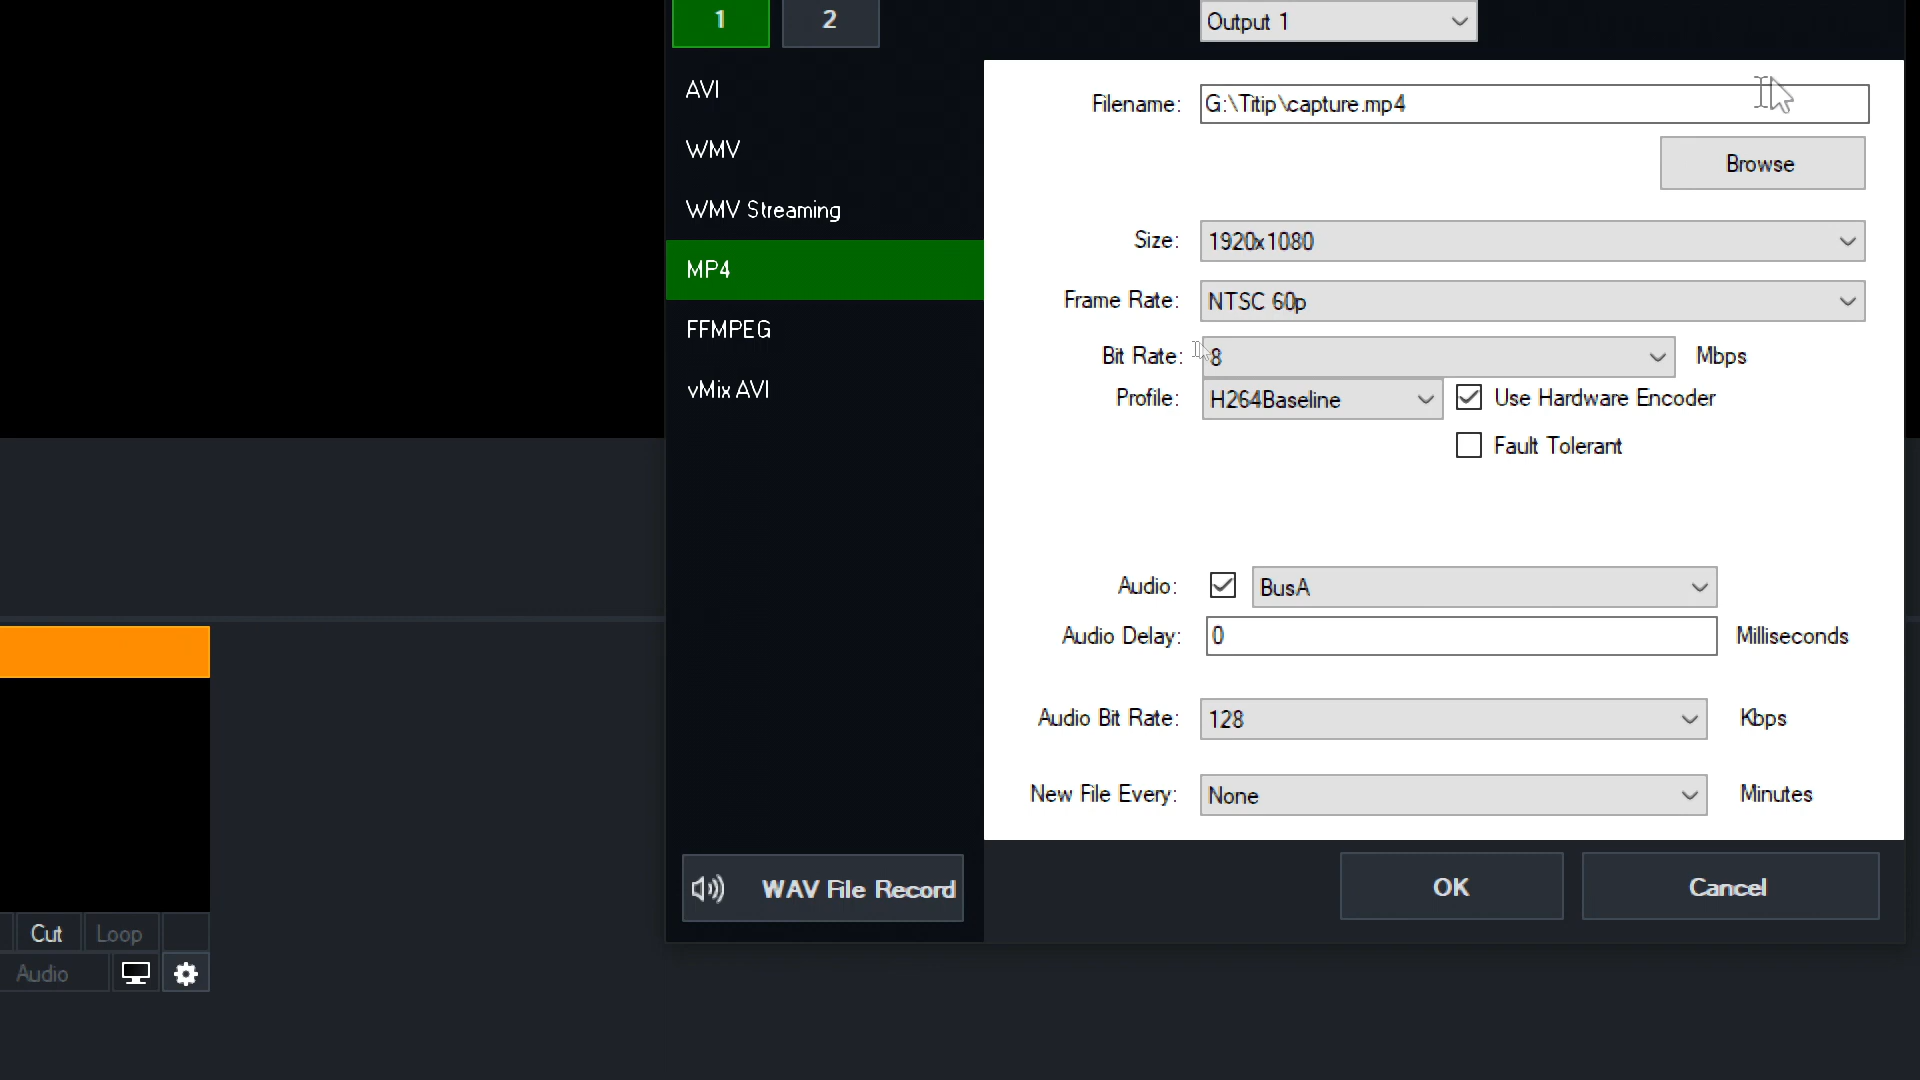 1
2
Output 1
AVI
WMV
WMV Streaming
MP4
FFMPEG
vMix AVI
Filename: G:\Titip\capture.mp4
Browse
Size: 1920x1080
Frame Rate: NTSC 60p
Bit Rate: 8 Mbps
Profile: H264Baseline Use Hardware Encoder
Fault Tolerant
Audio: BusA
Audio Delay: 0 Milliseconds
Audio Bit Rate: 128 Kbps
New File Every: None Minutes
WAV File Record
OK
Cancel
Cut Loop
Audio